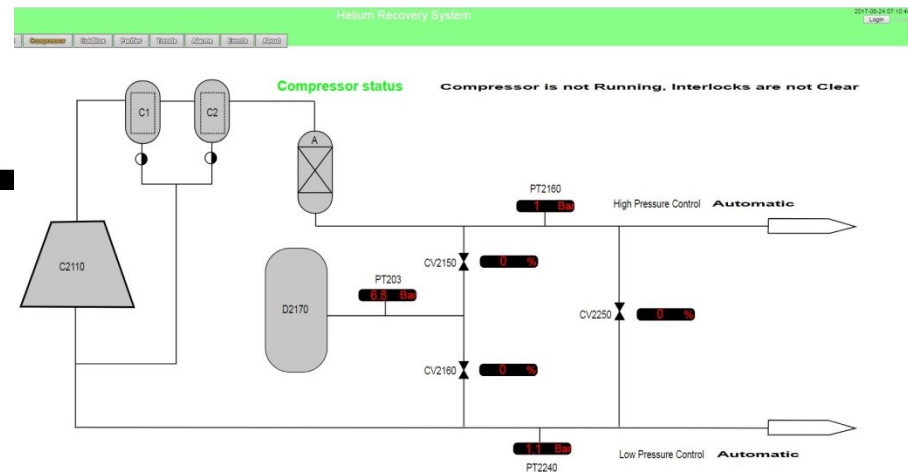 Helium Recovery System
2017-06-24 07:10:45
Login
Compressor ColdBox Purifier Trends Alarms Events About
Compressor status Compressor is not Running, Interlocks are not Clear
C1 C2
A
PT2160
1 Bar
High Pressure Control Automatic
C2110
CV2150 0 %
PT203
6.8 Bar
D2170
CV2250 0 %
CV2160 0 %
1.1 Bar
PT2240
Low Pressure Control Automatic